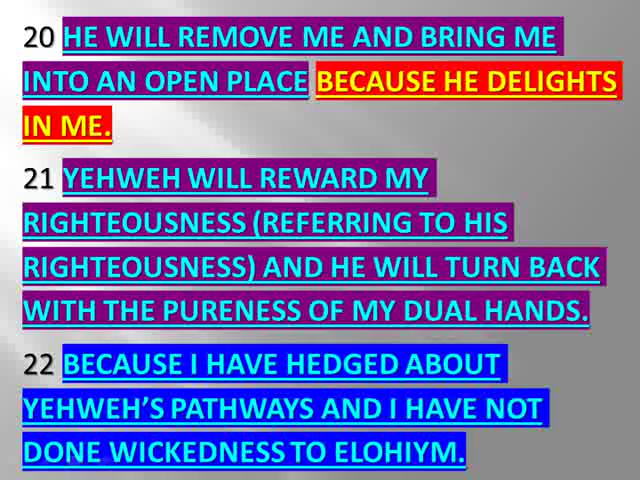 20 HE WILL REMOVE ME AND BRING ME
INTO AN OPEN PLACE BECAUSE HE DELIGHTS
IN ME.
21 YEHWEH WILL REWARD MY
RIGHTEOUSNESS (REFERRING TO HIS
RIGHTEOUSNESS) AND HE WILL TURN BACK
WITH THE PURENESS OF MY DUAL HANDS.
22 BECAUSE I HAVE HEDGED ABOUT
YEHWEH’S PATHWAYS AND I HAVE NOT
DONE WICKEDNESS TO ELOHIYM.